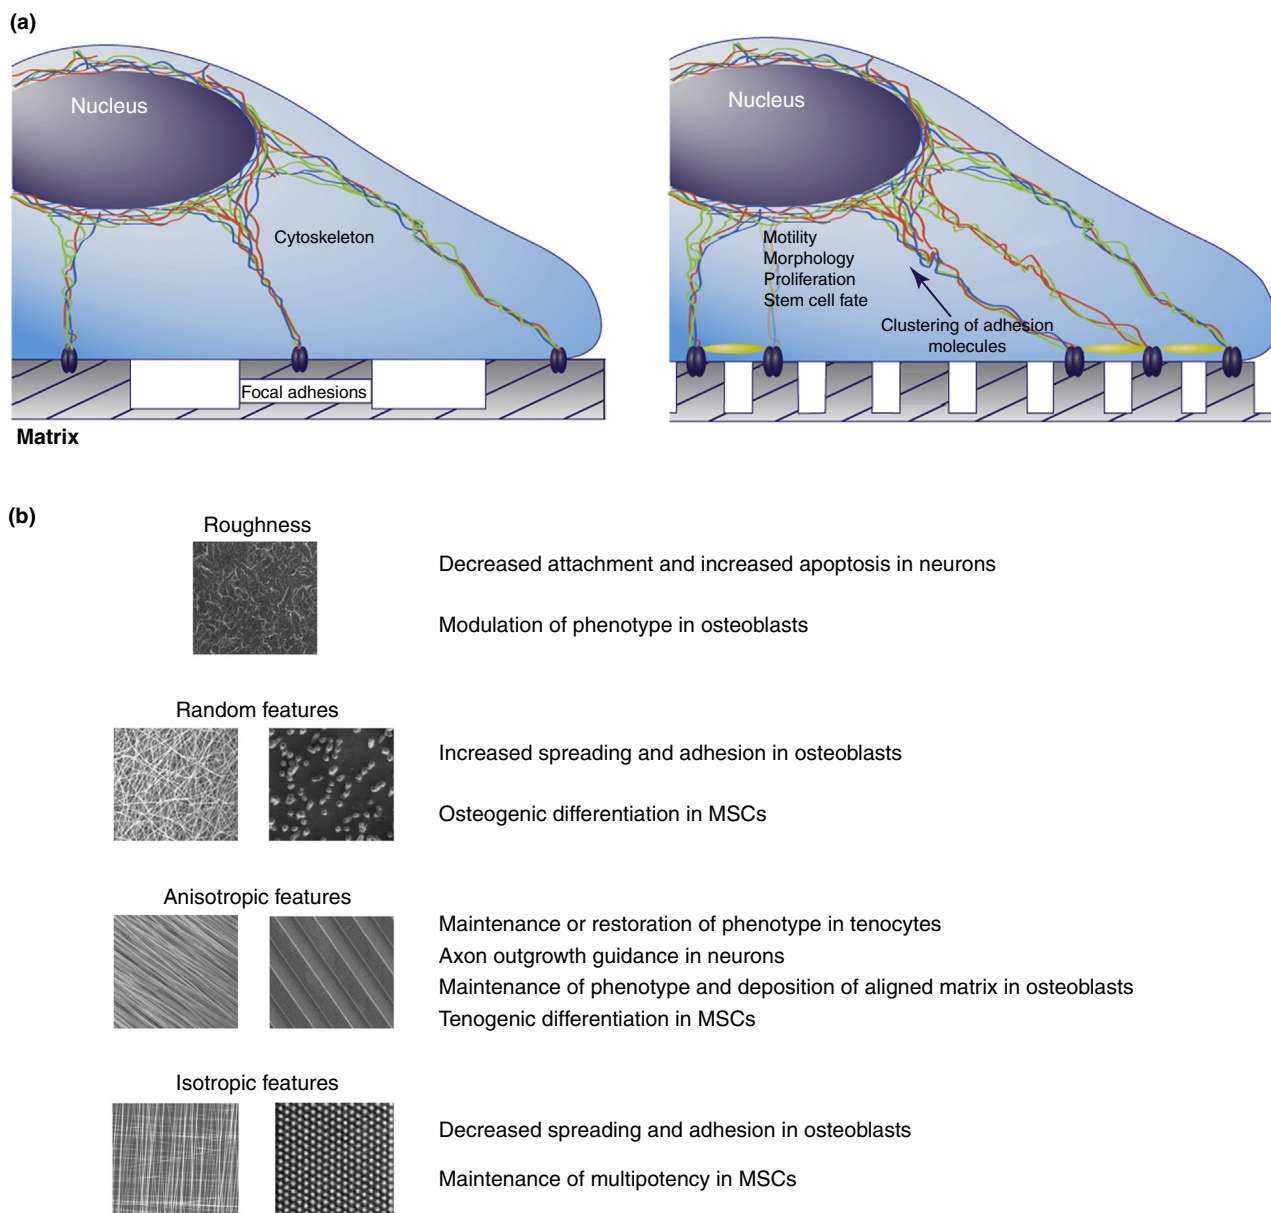 (a)
Nucleus
Cytoskeleton
Focal adhesions
Matrix
Nucleus
Motility
Morphology
Proliferation
Stem cell fate
Clustering of adhesion
molecules
(b)
Roughness
Decreased attachment and increased apoptosis in neurons
Modulation of phenotype in osteoblasts
Random features
Increased spreading and adhesion in osteoblasts
Osteogenic differentiation in MSCs
Anisotropic features
Maintenance or restoration of phenotype in tenocytes
Axon outgrowth guidance in neurons
Maintenance of phenotype and deposition of aligned matrix in osteoblasts
Tenogenic differentiation in MSCs
Isotropic features
Decreased spreading and adhesion in osteoblasts
Maintenance of multipotency in MSCs